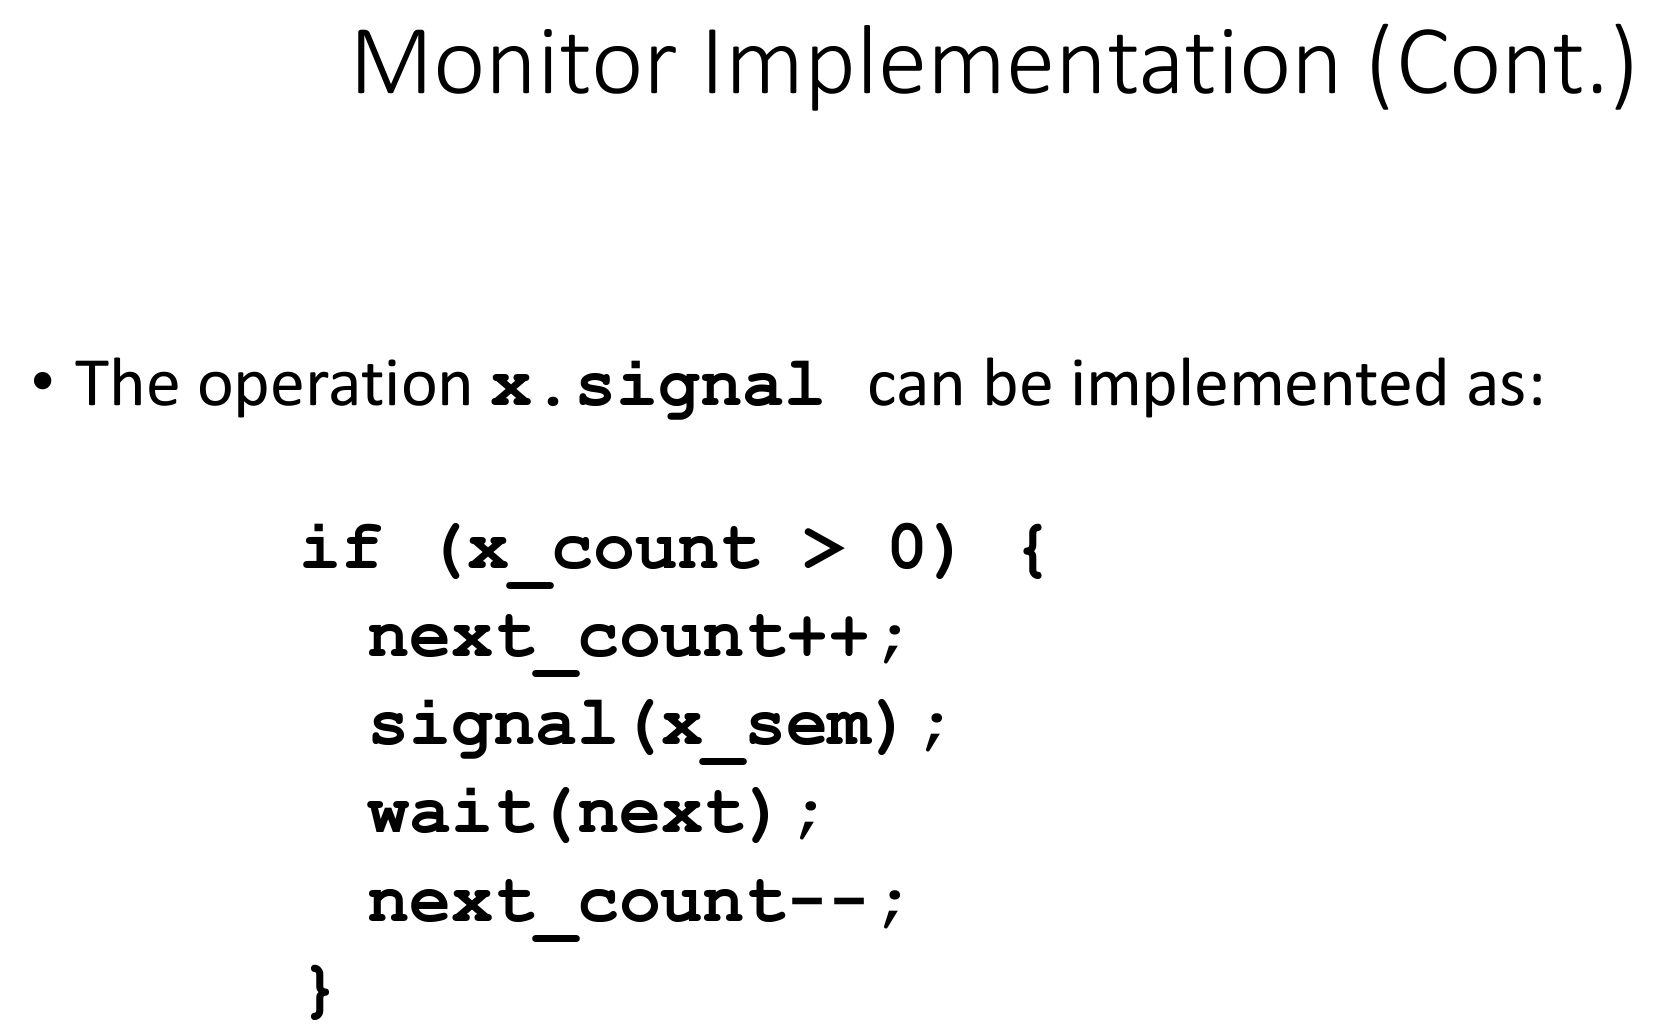 Monitor Implementation (Cont.)
• The operation x.signal can be implemented as:
if (x_count > 0) {
next_count++;
signal(x_sem);
wait(next);
next_count--;
}